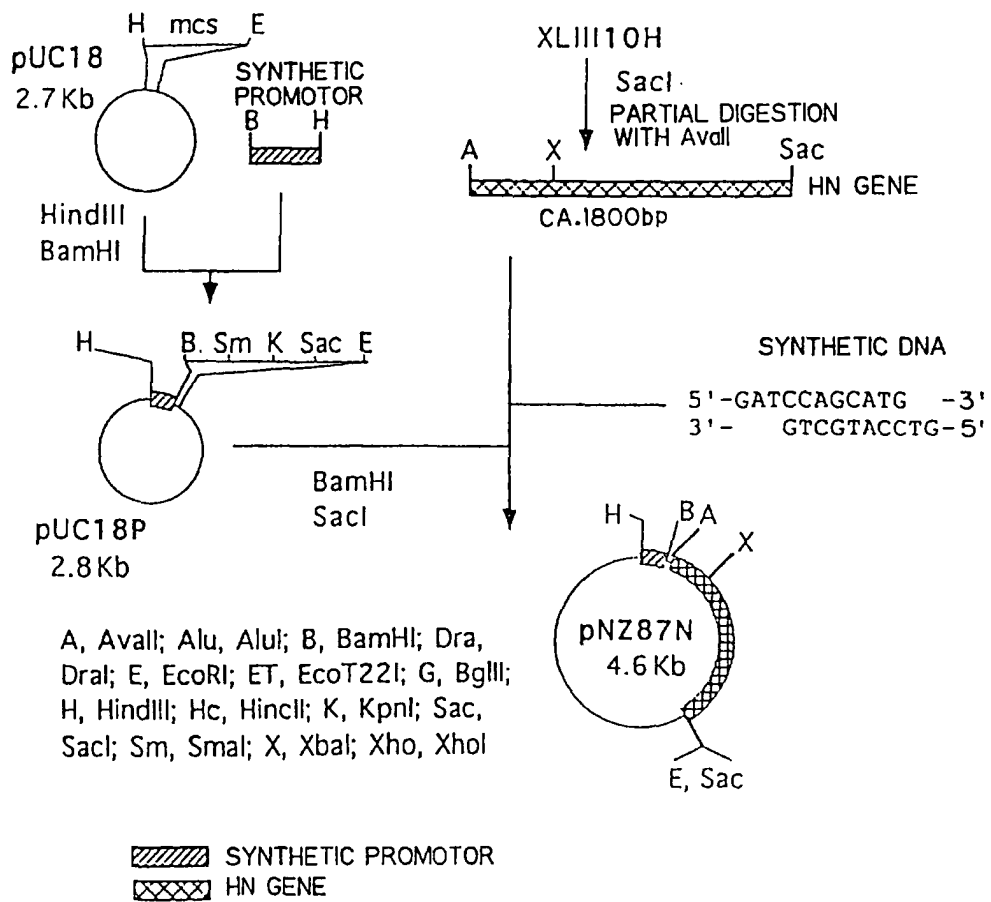 H mcs E
pUC18
2.7 Kb
SYNTHETIC
PROMOTOR
B H
HindIII
BamHI
XLIII10H
SacI
PARTIAL DIGESTION
WITH AvaII
A X Sac
HN GENE
CA.1800bp
H B. Sm K Sac E
pUC18P
2.8 Kb
BamHI
SacI
SYNTHETIC DNA
5'-GATCCAGCATG -3'
3'- GTCGTACCTG-5'
H B A X
pNZ87N
4.6 Kb
E, Sac
A, AvaII; Alu, AluI; B, BamHI; Dra,
DraI; E, EcoRI; ET, EcoT22I; G, BglII;
H, HindIII; Hc, HincII; K, KpnI; Sac,
SacI; Sm, SmaI; X, XbaI; Xho, XhoI
SYNTHETIC PROMOTOR
HN GENE